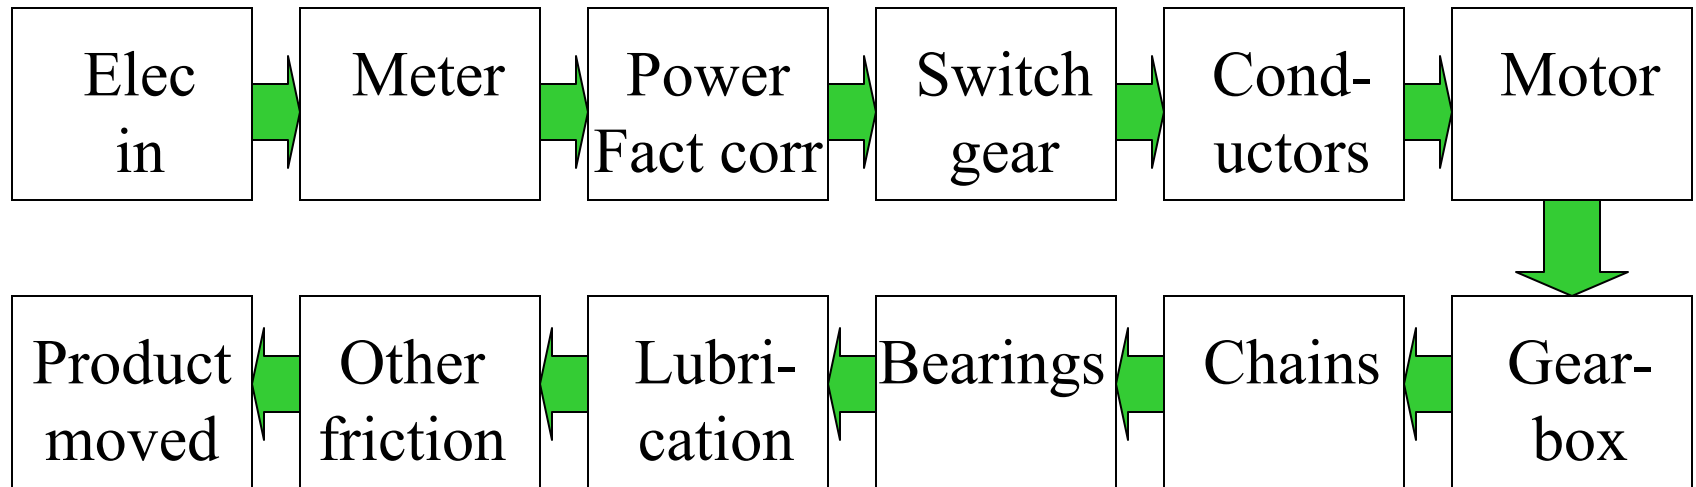 Elec
in
Meter
Power
Fact corr
Switch
gear
Cond-
uctors
Motor
Product
moved
Other
friction
Lubri-
cation
Bearings
Chains
Gear-
box